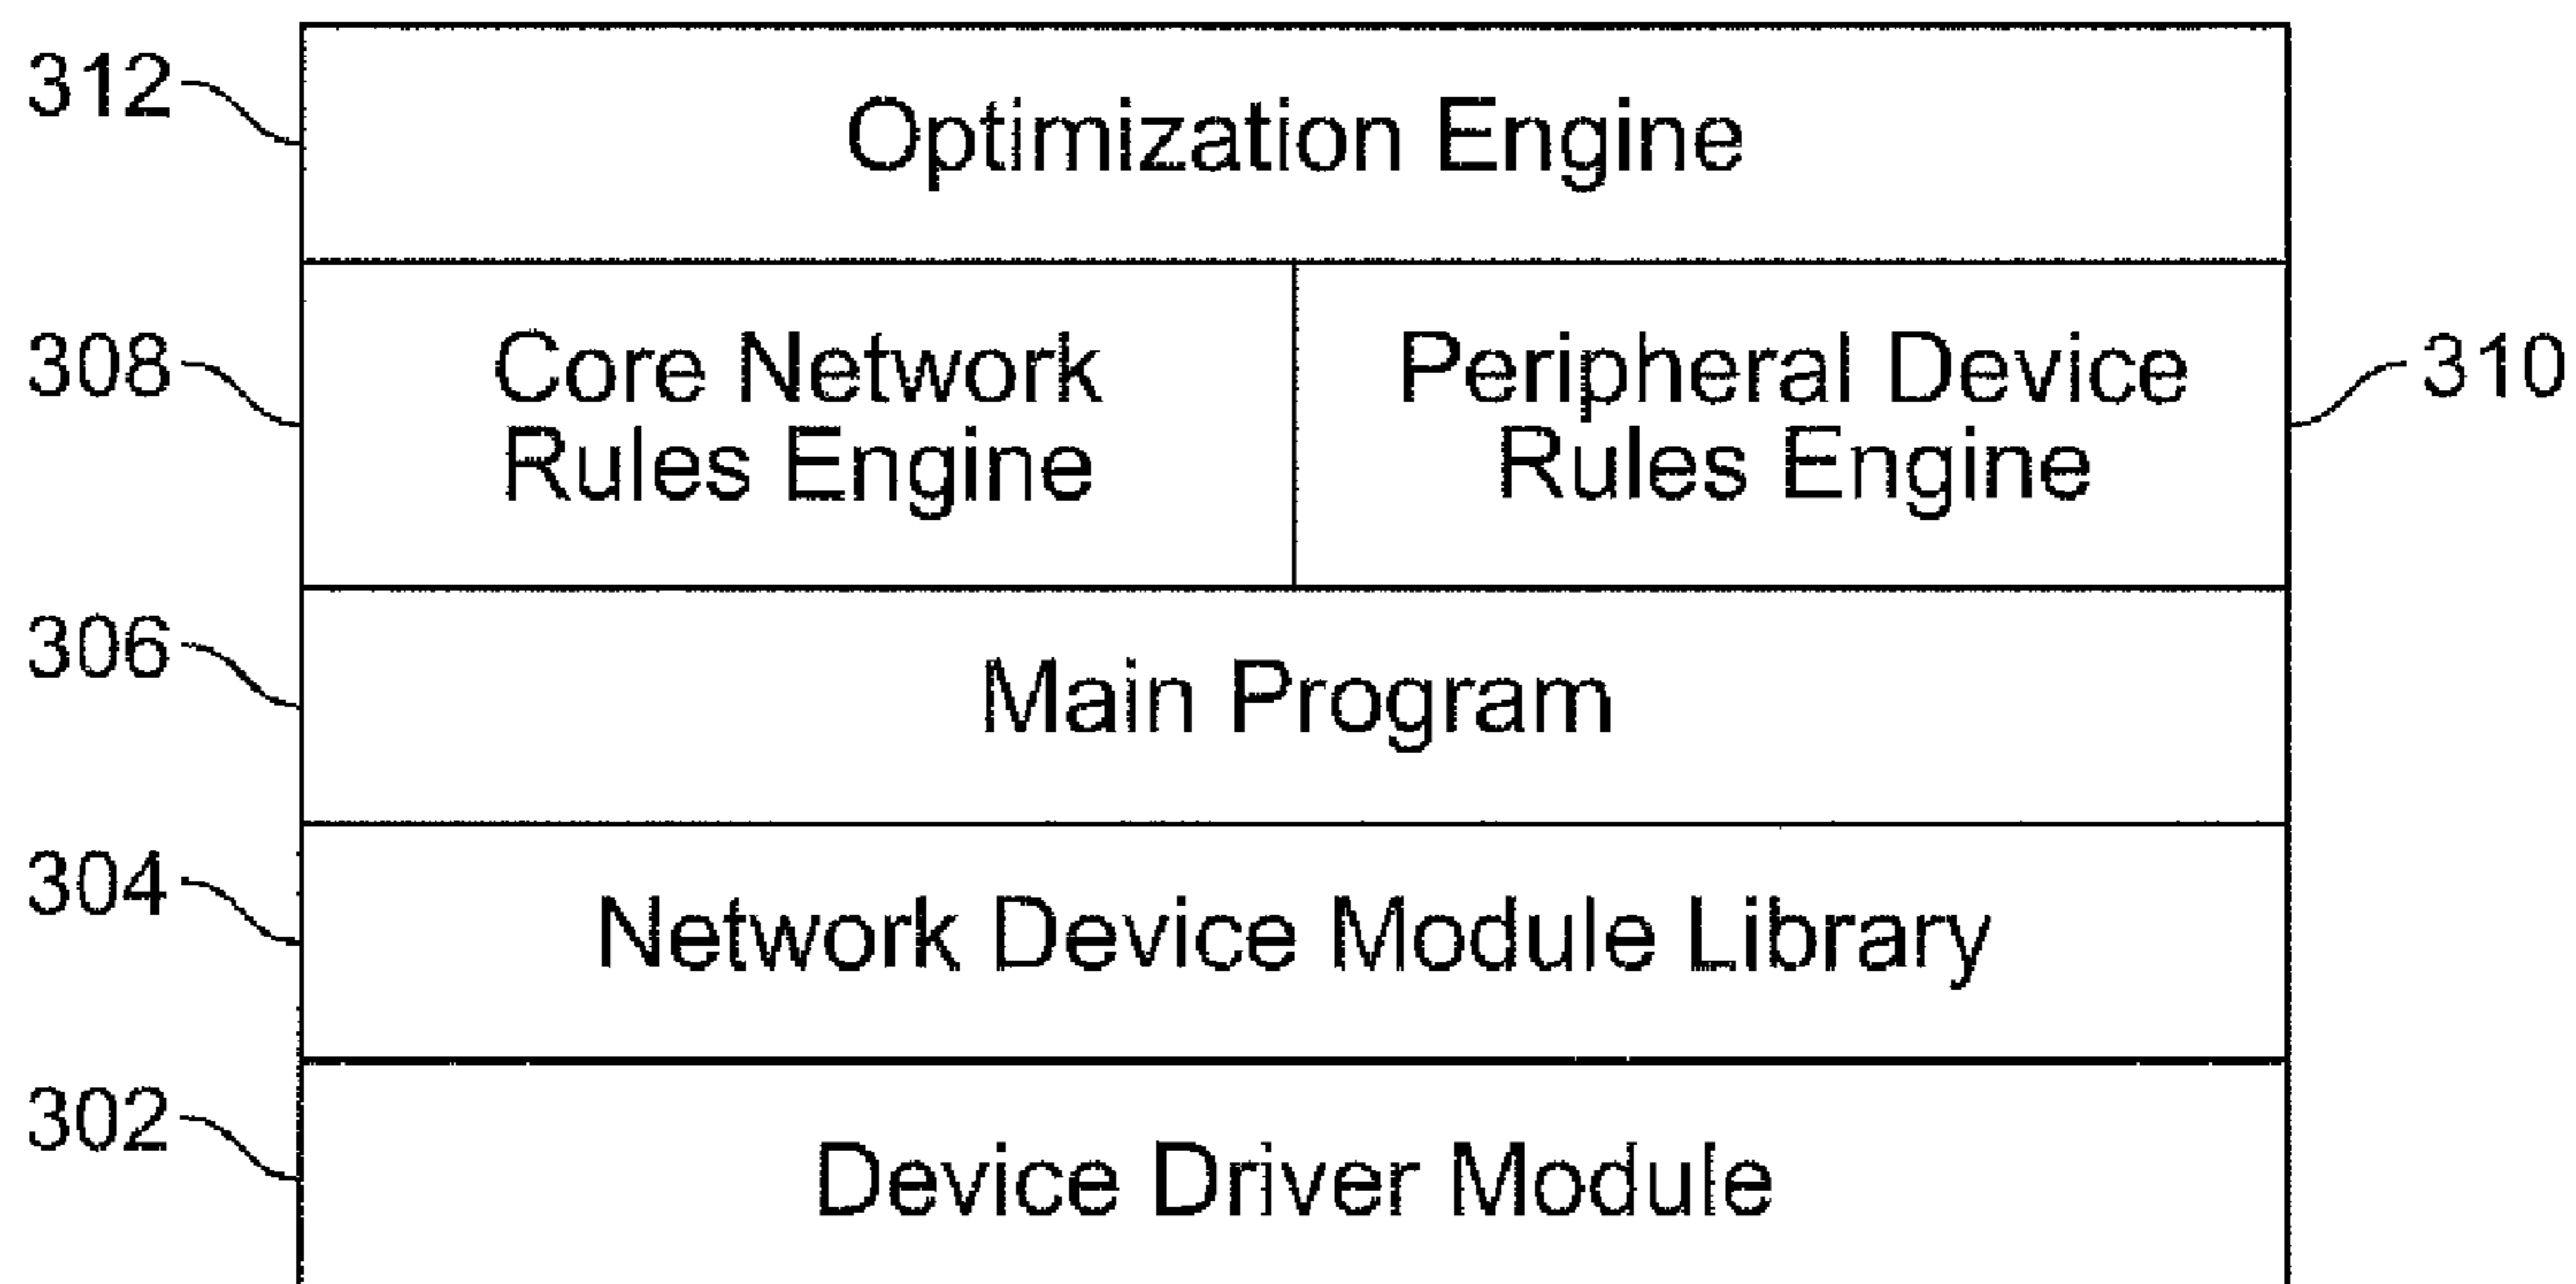 312
Optimization Engine
308
Core Network
Rules Engine
Peripheral Device
Rules Engine
310
306
Main Program
304
Network Device Module Library
302
Device Driver Module